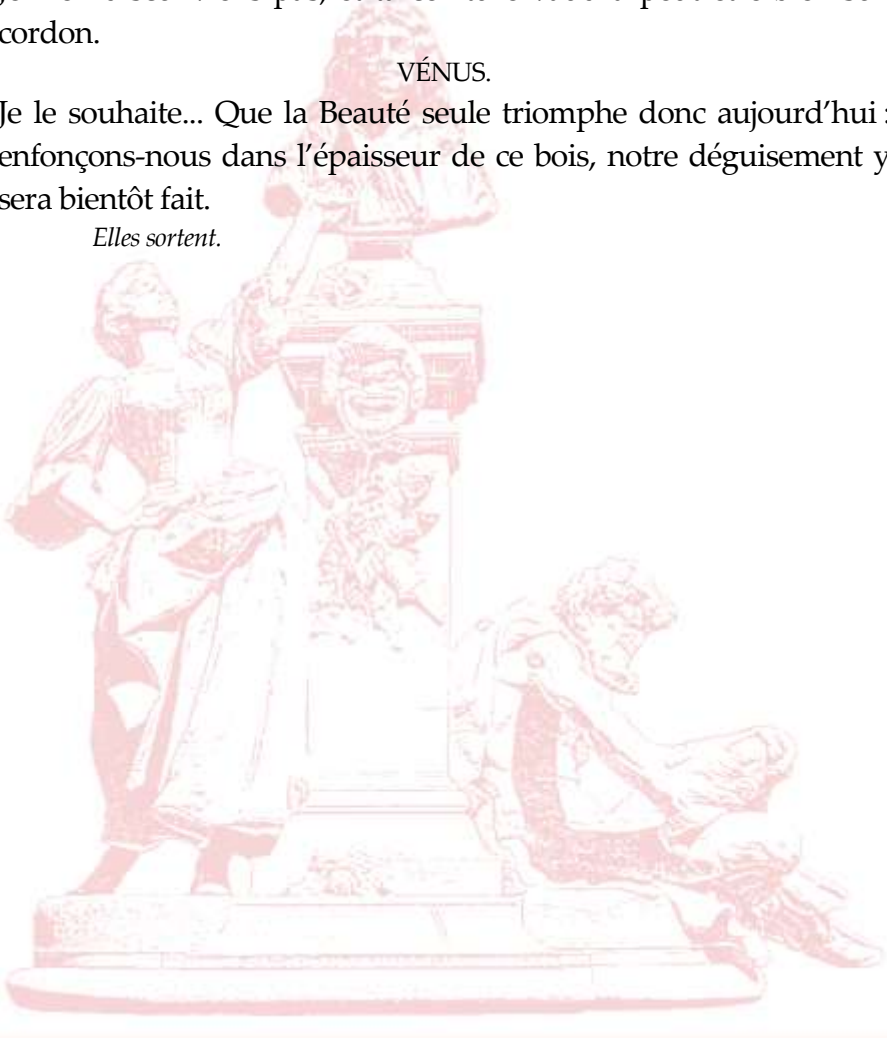 cordon.
VÉNUS.
Je le souhaite... Que la Beauté seule triomphe donc aujourd’hui :
enfonçons-nous dans l’épaisseur de ce bois, notre déguisement y
sera bientôt fait.
Elles sortent.